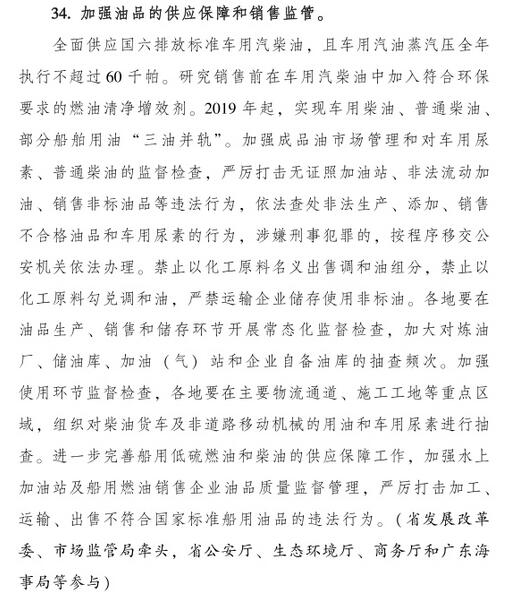 34. 加强油品的供应保障和销售监管。
全面供应国六排放标准车用汽柴油，且车用汽油蒸汽压全年
执行不超过 60 千帕。研究销售前在车用汽柴油中加入符合环保
要求的燃油清净增效剂。2019 年起，实现车用柴油、普通柴油、
部分船舶用油“三油并轨”。加强成品油市场管理和对车用尿
素、普通柴油的监督检查，严厉打击无证照加油站、非法流动加
油、销售非标油品等违法行为，依法查处非法生产、添加、销售
不合格油品和车用尿素的行为，涉嫌刑事犯罪的，按程序移交公
安机关依法办理。禁止以化工原料名义出售调和油组分，禁止以
化工原料勾兑调和油，严禁运输企业储存使用非标油。各地要在
油品生产、销售和储存环节开展常态化监督检查，加大对炼油
厂、储油库、加油（气）站和企业自备油库的抽查频次。加强
使用环节监督检查，各地要在主要物流通道、施工工地等重点区
域，组织对柴油货车及非道路移动机械的用油和车用尿素进行抽
查。进一步完善船用低硫燃油和柴油的供应保障工作，加强水上
加油站及船用燃油销售企业油品质量监督管理，严厉打击加工、
运输、出售不符合国家标准船用油品的违法行为。（省发展改革
委、市场监管局牵头，省公安厅、生态环境厅、商务厅和广东海
事局等参与）